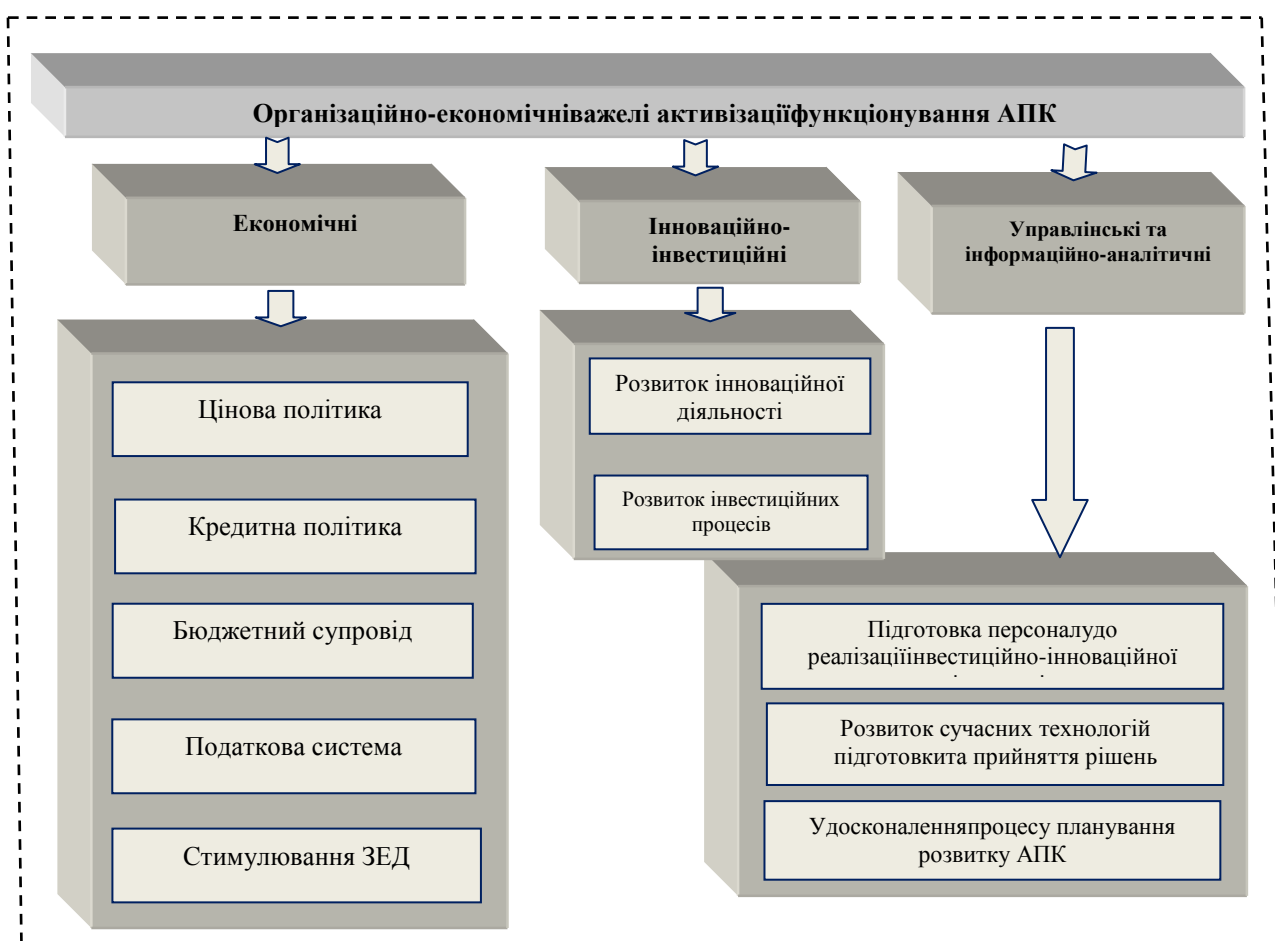 Організаційно-економічніважелі активізаціїфункціонування АПК
Економічні
Інноваційно-
інвестиційні
Управлінські та
інформаційно-аналітичні
Цінова політика
Кредитна політика
Бюджетний супровід
Податкова система
Стимулювання ЗЕД
Розвиток інноваційної
діяльності
Розвиток інвестиційних
процесів
Підготовка персоналудо
реалізаціїінвестиційно-інноваційної
Розвиток сучасних технологій
підготовкита прийняття рішень
Удосконаленняпроцесу планування
розвитку АПК